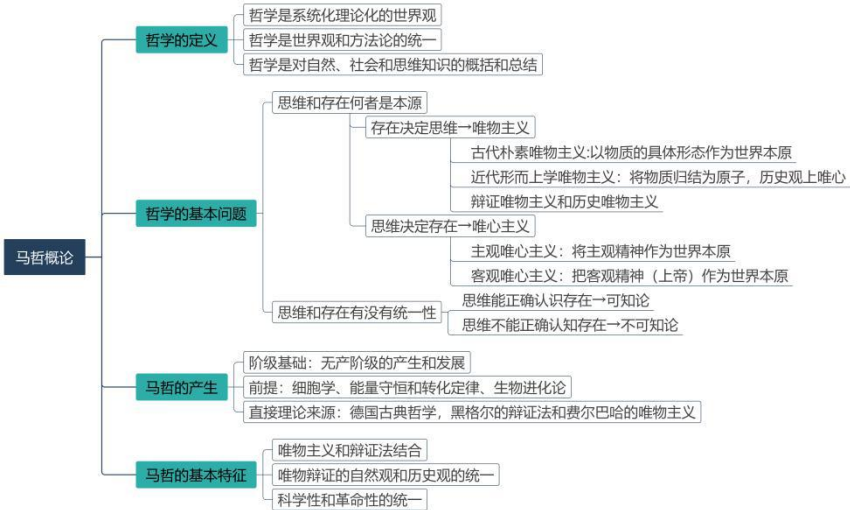 马哲概论
哲学的定义
哲学是系统化理论化的世界观
哲学是世界观和方法论的统一
哲学是对自然、社会和思维知识的概括和总结
哲学的基本问题
思维和存在何者是本源
存在决定思维→唯物主义
古代朴素唯物主义:以物质的具体形态作为世界本原
近代形而上学唯物主义：将物质归结为原子，历史观上唯心
辩证唯物主义和历史唯物主义
思维决定存在→唯心主义
主观唯心主义：将主观精神作为世界本原
客观唯心主义：把客观精神（上帝）作为世界本原
思维和存在有没有统一性
思维能正确认识存在→可知论
思维不能正确认知存在→不可知论
马哲的产生
阶级基础：无产阶级的产生和发展
前提：细胞学、能量守恒和转化定律、生物进化论
直接理论来源：德国古典哲学，黑格尔的辩证法和费尔巴哈的唯物主义
马哲的基本特征
唯物主义和辩证法结合
唯物辩证的自然观和历史观的统一
科学性和革命性的统一